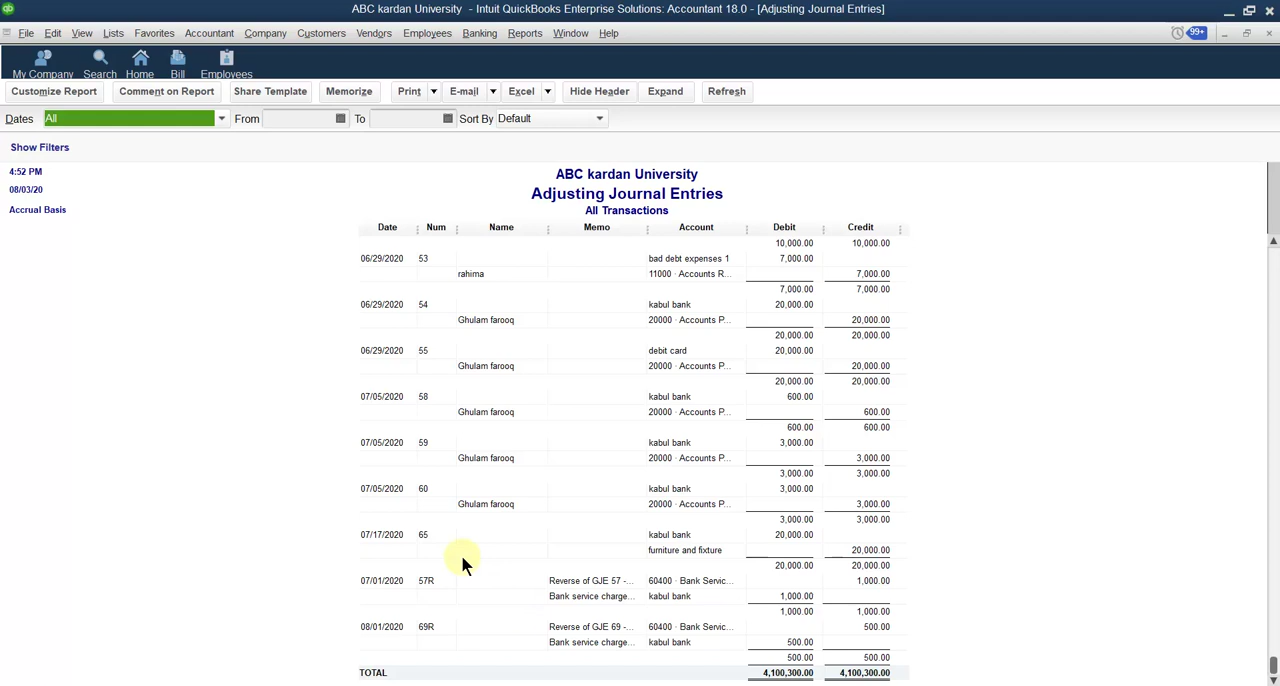 ABC kardan University - Intuit QuickBooks Enterprise Solutions: Accountant 18.0 - [Adjusting Journal Entries]
File Edit View Lists Favorites Accountant Company Customers Vendors Employees Banking Reports Window Help 99+
My Company Search Home Bill Employees
Customize Report Comment on Report Share Template Memorize Print E-mail Excel Hide Header Expand Refresh
Dates All From To Sort By Default
Show Filters
4:52 PM
08/03/20
Accrual Basis
ABC kardan University
Adjusting Journal Entries
All Transactions
Date Num Name Memo Account Debit Credit
10,000.00 10,000.00
06/29/2020 53 bad debt expenses 1 7,000.00
rahima 11000 · Accounts R... 7,000.00
7,000.00 7,000.00
06/29/2020 54 kabul bank 20,000.00
Ghulam farooq 20000 · Accounts P... 20,000.00
20,000.00 20,000.00
06/29/2020 55 debit card 20,000.00
Ghulam farooq 20000 · Accounts P... 20,000.00
20,000.00 20,000.00
07/05/2020 58 kabul bank 600.00
Ghulam farooq 20000 · Accounts P... 600.00
600.00 600.00
07/05/2020 59 kabul bank 3,000.00
Ghulam farooq 20000 · Accounts P... 3,000.00
3,000.00 3,000.00
07/05/2020 60 kabul bank 3,000.00
Ghulam farooq 20000 · Accounts P... 3,000.00
3,000.00 3,000.00
07/17/2020 65 kabul bank 20,000.00
furniture and fixture 20,000.00
20,000.00 20,000.00
07/01/2020 57R Reverse of GJE 57 -... 60400 · Bank Servic... 1,000.00
Bank service charge... kabul bank 1,000.00
1,000.00 1,000.00
08/01/2020 69R Reverse of GJE 69 -... 60400 · Bank Servic... 500.00
Bank service charge... kabul bank 500.00
500.00 500.00
TOTAL 4,100,300.00 4,100,300.00